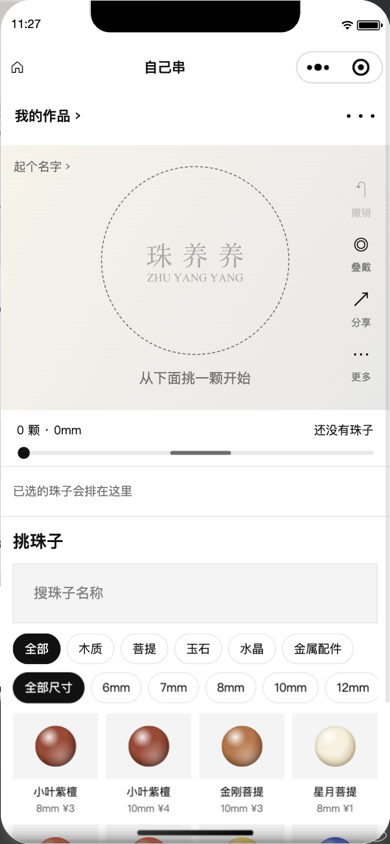 11:27
自己串
我的作品 >
起个名字 >
撤销
珠养养
ZHU YANG YANG
叠戴
分享
从下面挑一颗开始
更多
0 颗 · 0mm
还没有珠子
已选的珠子会排在这里
挑珠子
搜珠子名称
全部 木质 菩提 玉石 水晶 金属配件
全部尺寸 6mm 7mm 8mm 10mm 12mm
小叶紫檀 小叶紫檀 金刚菩提 星月菩提
8mm ¥3 10mm ¥4 10mm ¥3 8mm ¥1